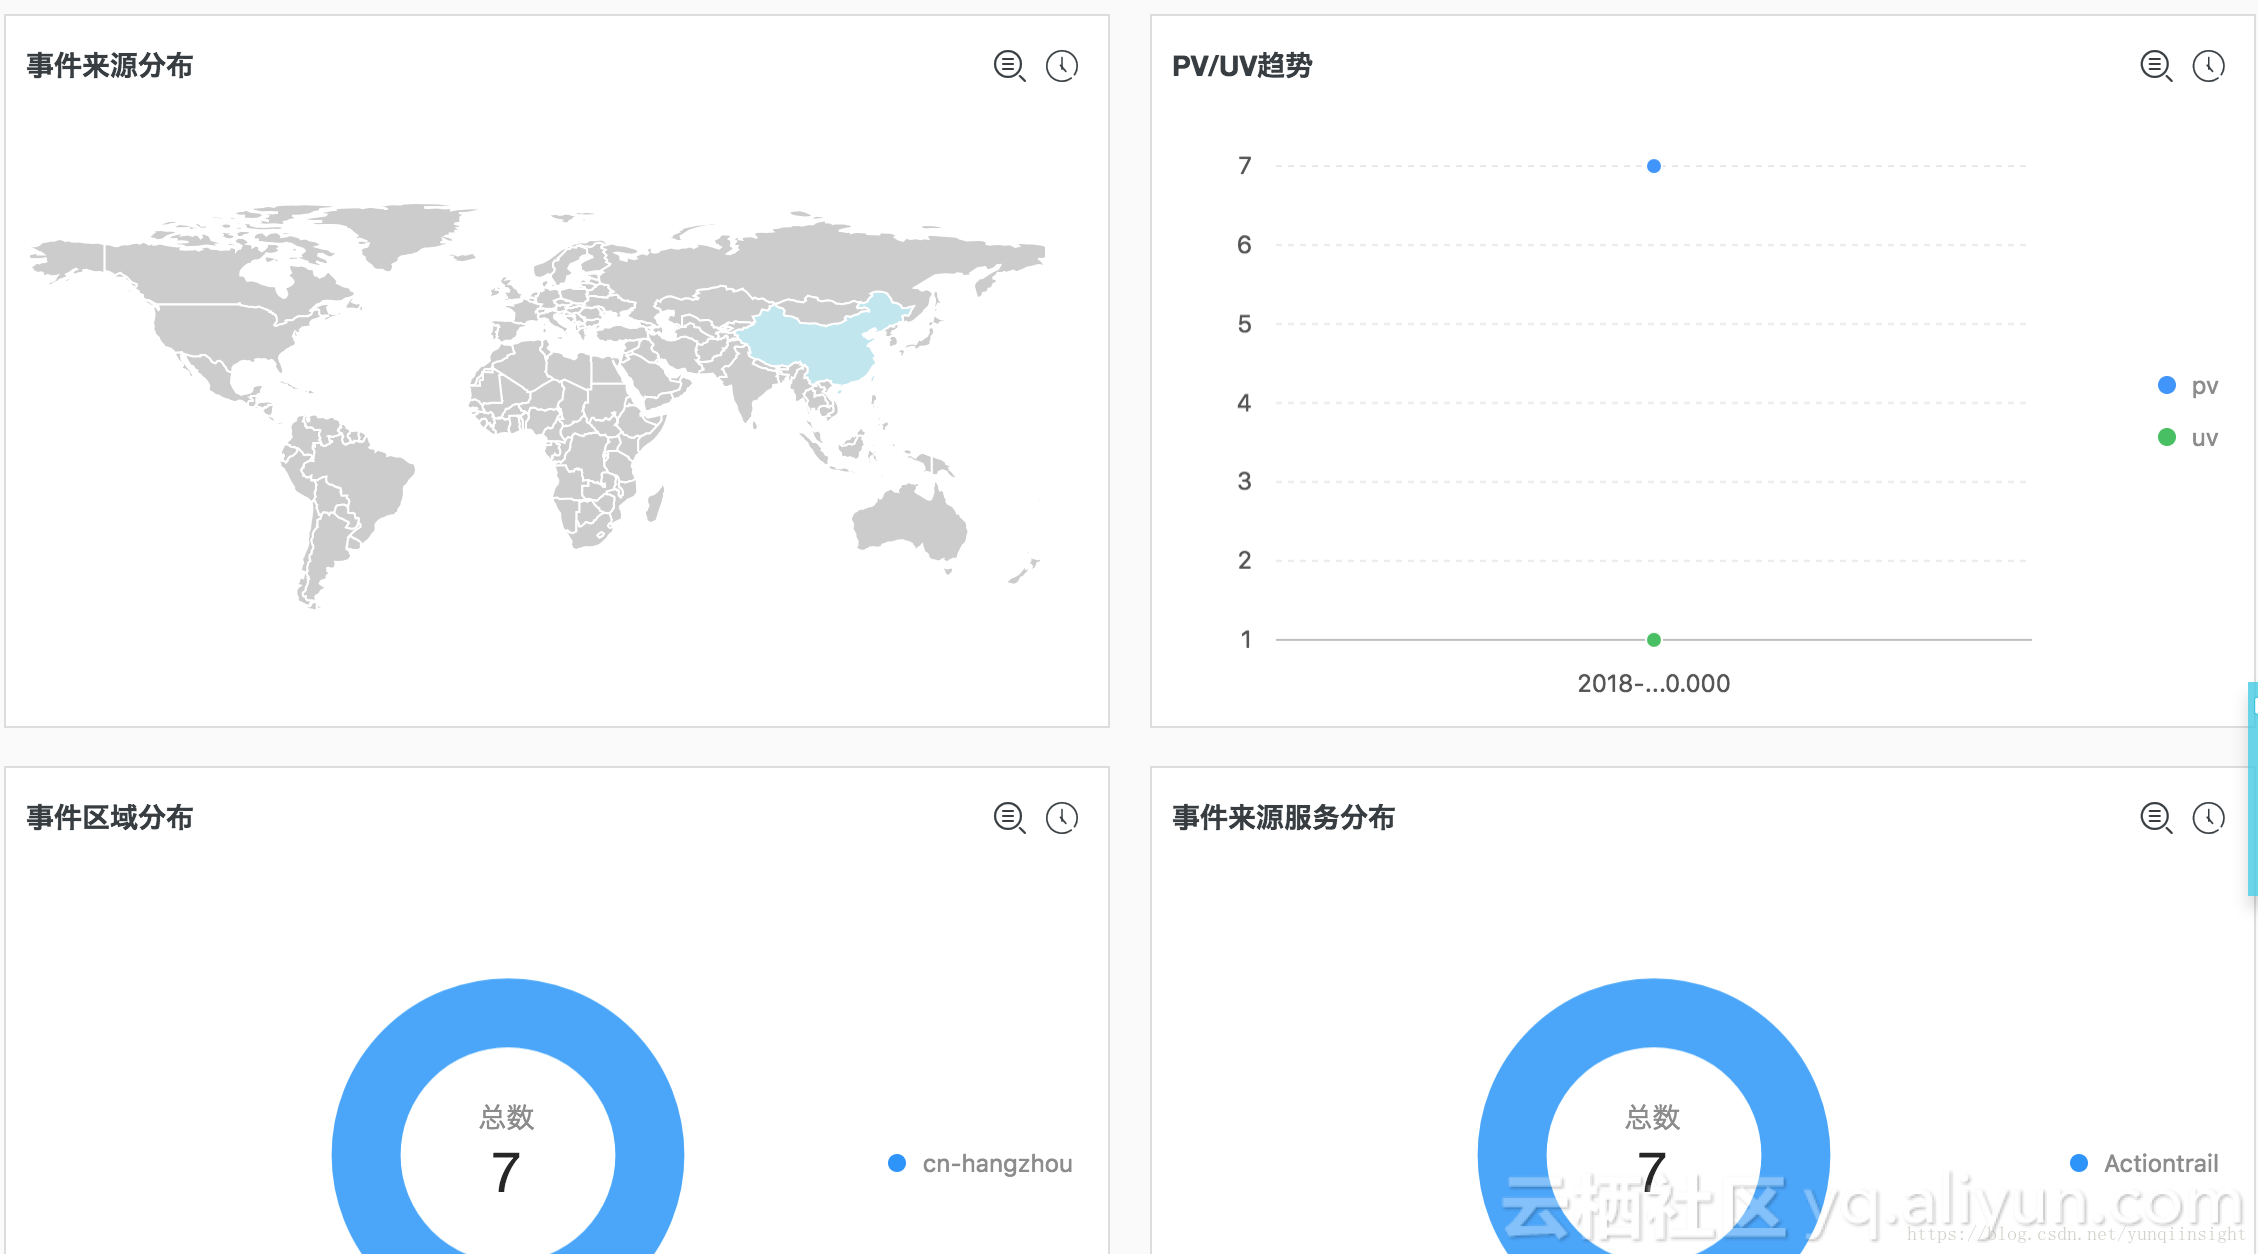 事件来源分布
PV/UV趋势
7
6
5
4
3
2
1
2018-...0.000
pv
uv
事件区域分布
事件来源服务分布
总数
7
cn-hangzhou
总数
7
Actiontrail
云栖社区 yq.aliyun.com
https://blog.csdn.net/yunqiinsight